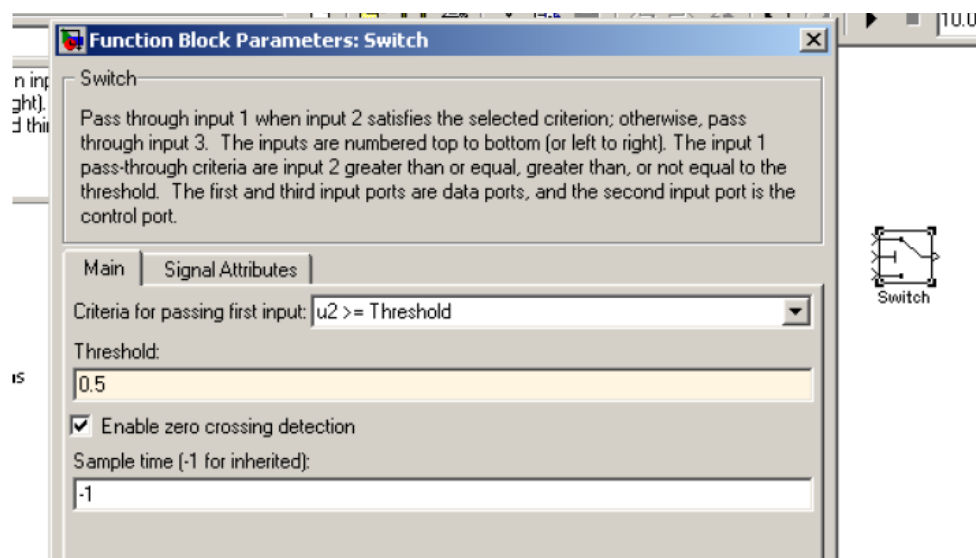 10.0
Function Block Parameters: Switch
Switch
Pass through input 1 when input 2 satisfies the selected criterion; otherwise, pass
through input 3.  The inputs are numbered top to bottom (or left to right). The input 1
pass-through criteria are input 2 greater than or equal, greater than, or not equal to the
threshold.  The first and third input ports are data ports, and the second input port is the
control port.
Main
Signal Attributes
Criteria for passing first input: u2 >= Threshold
Threshold:
0.5
Enable zero crossing detection
Sample time (-1 for inherited):
-1
Switch